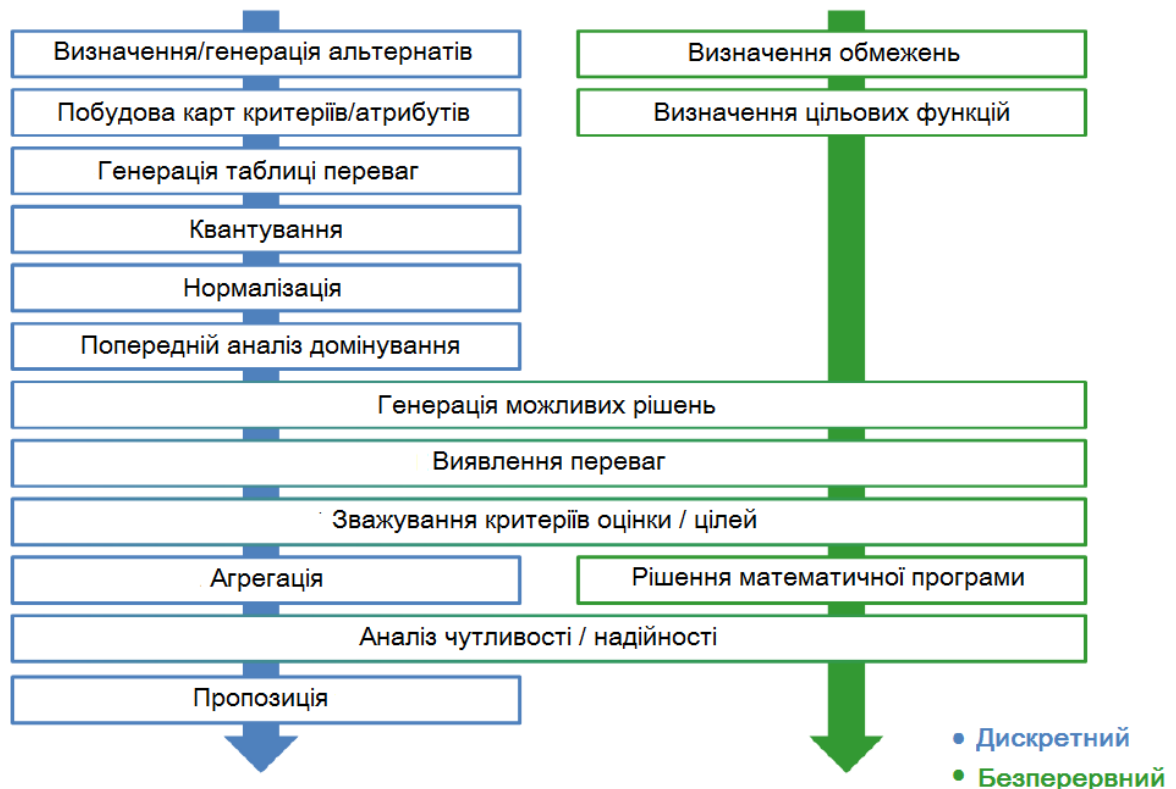 Визначення/генерація альтернатів
Визначення обмежень
Побудова карт критеріїв/атрибутів
Визначення цільових функцій
Генерація таблиці переваг
Квантування
Нормалізація
Попередній аналіз домінування
Генерація можливих рішень
Виявлення переваг
Зважування критеріїв оцінки / цілей
Агрегація
Рішення математичної програми
Аналіз чутливості / надійності
Пропозиція
• Дискретний
• Безперервний